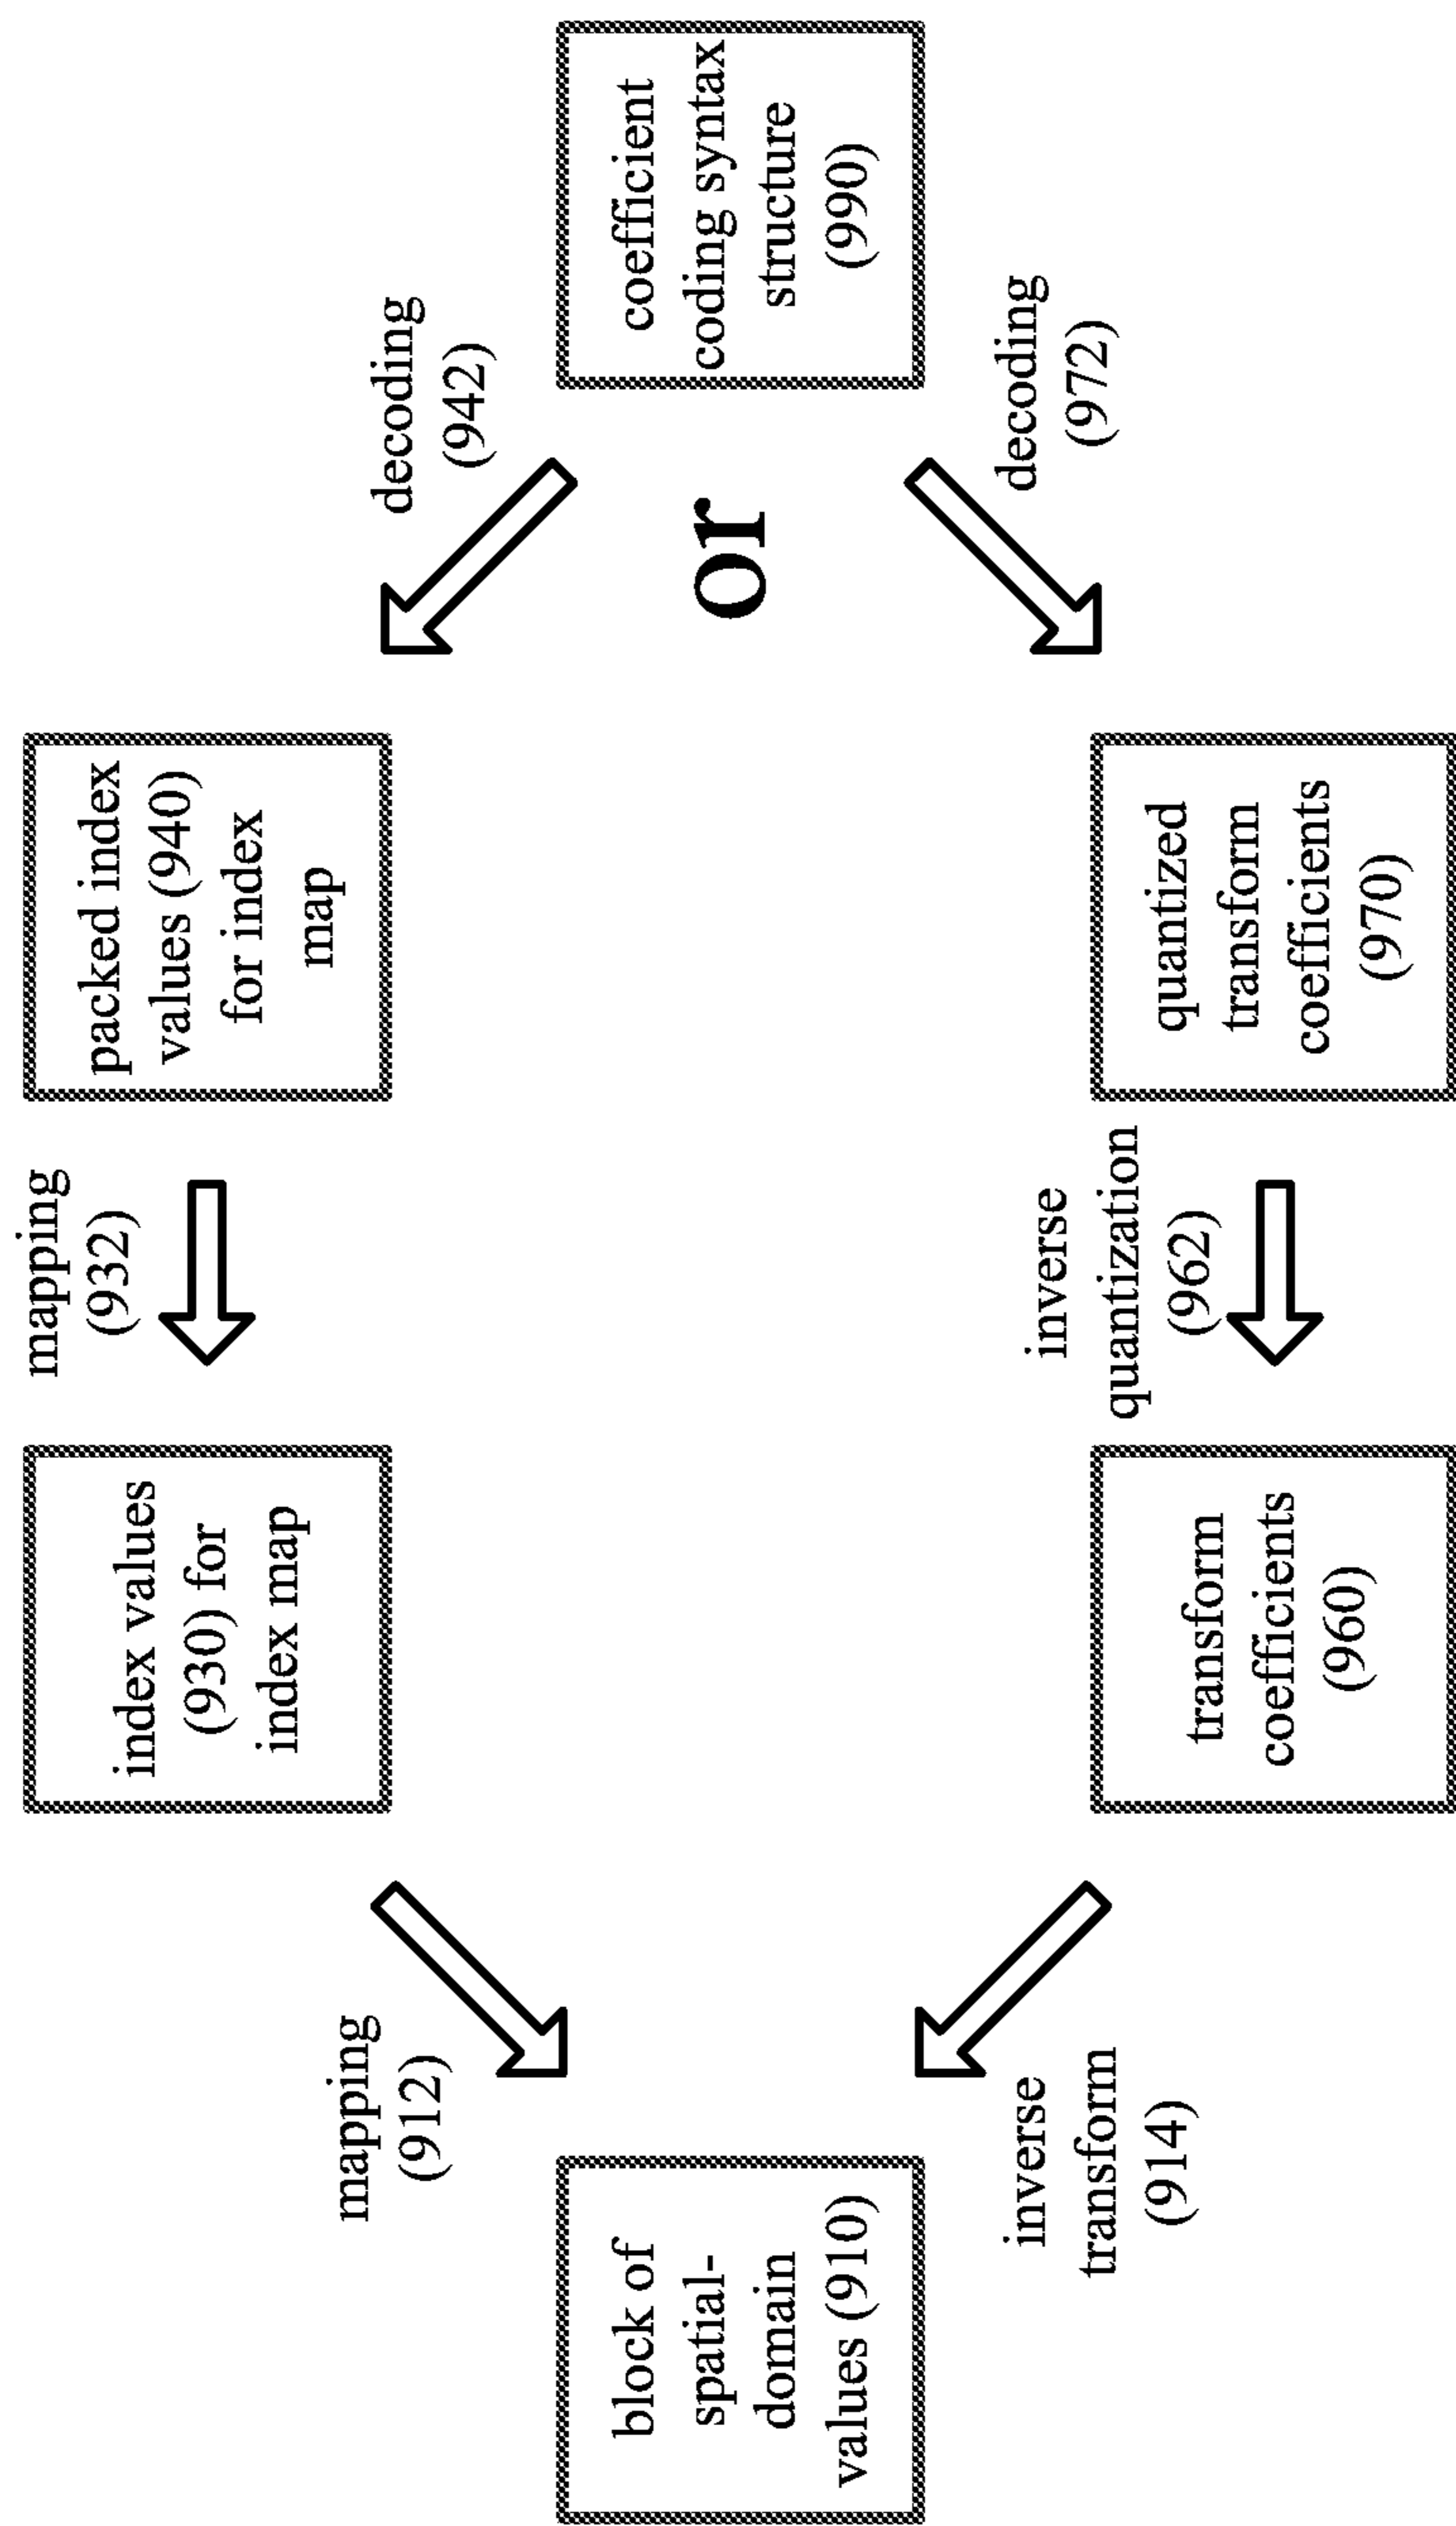 block of
spatial-
domain
values (910)
mapping
(912)
inverse
transform
(914)
index values
(930) for
index map
transform
coefficients
(960)
mapping
(932)
inverse
quantization
(962)
packed index
values (940)
for index
map
quantized
transform
coefficients
(970)
decoding
(942)
or
decoding
(972)
coefficient
coding syntax
structure
(990)